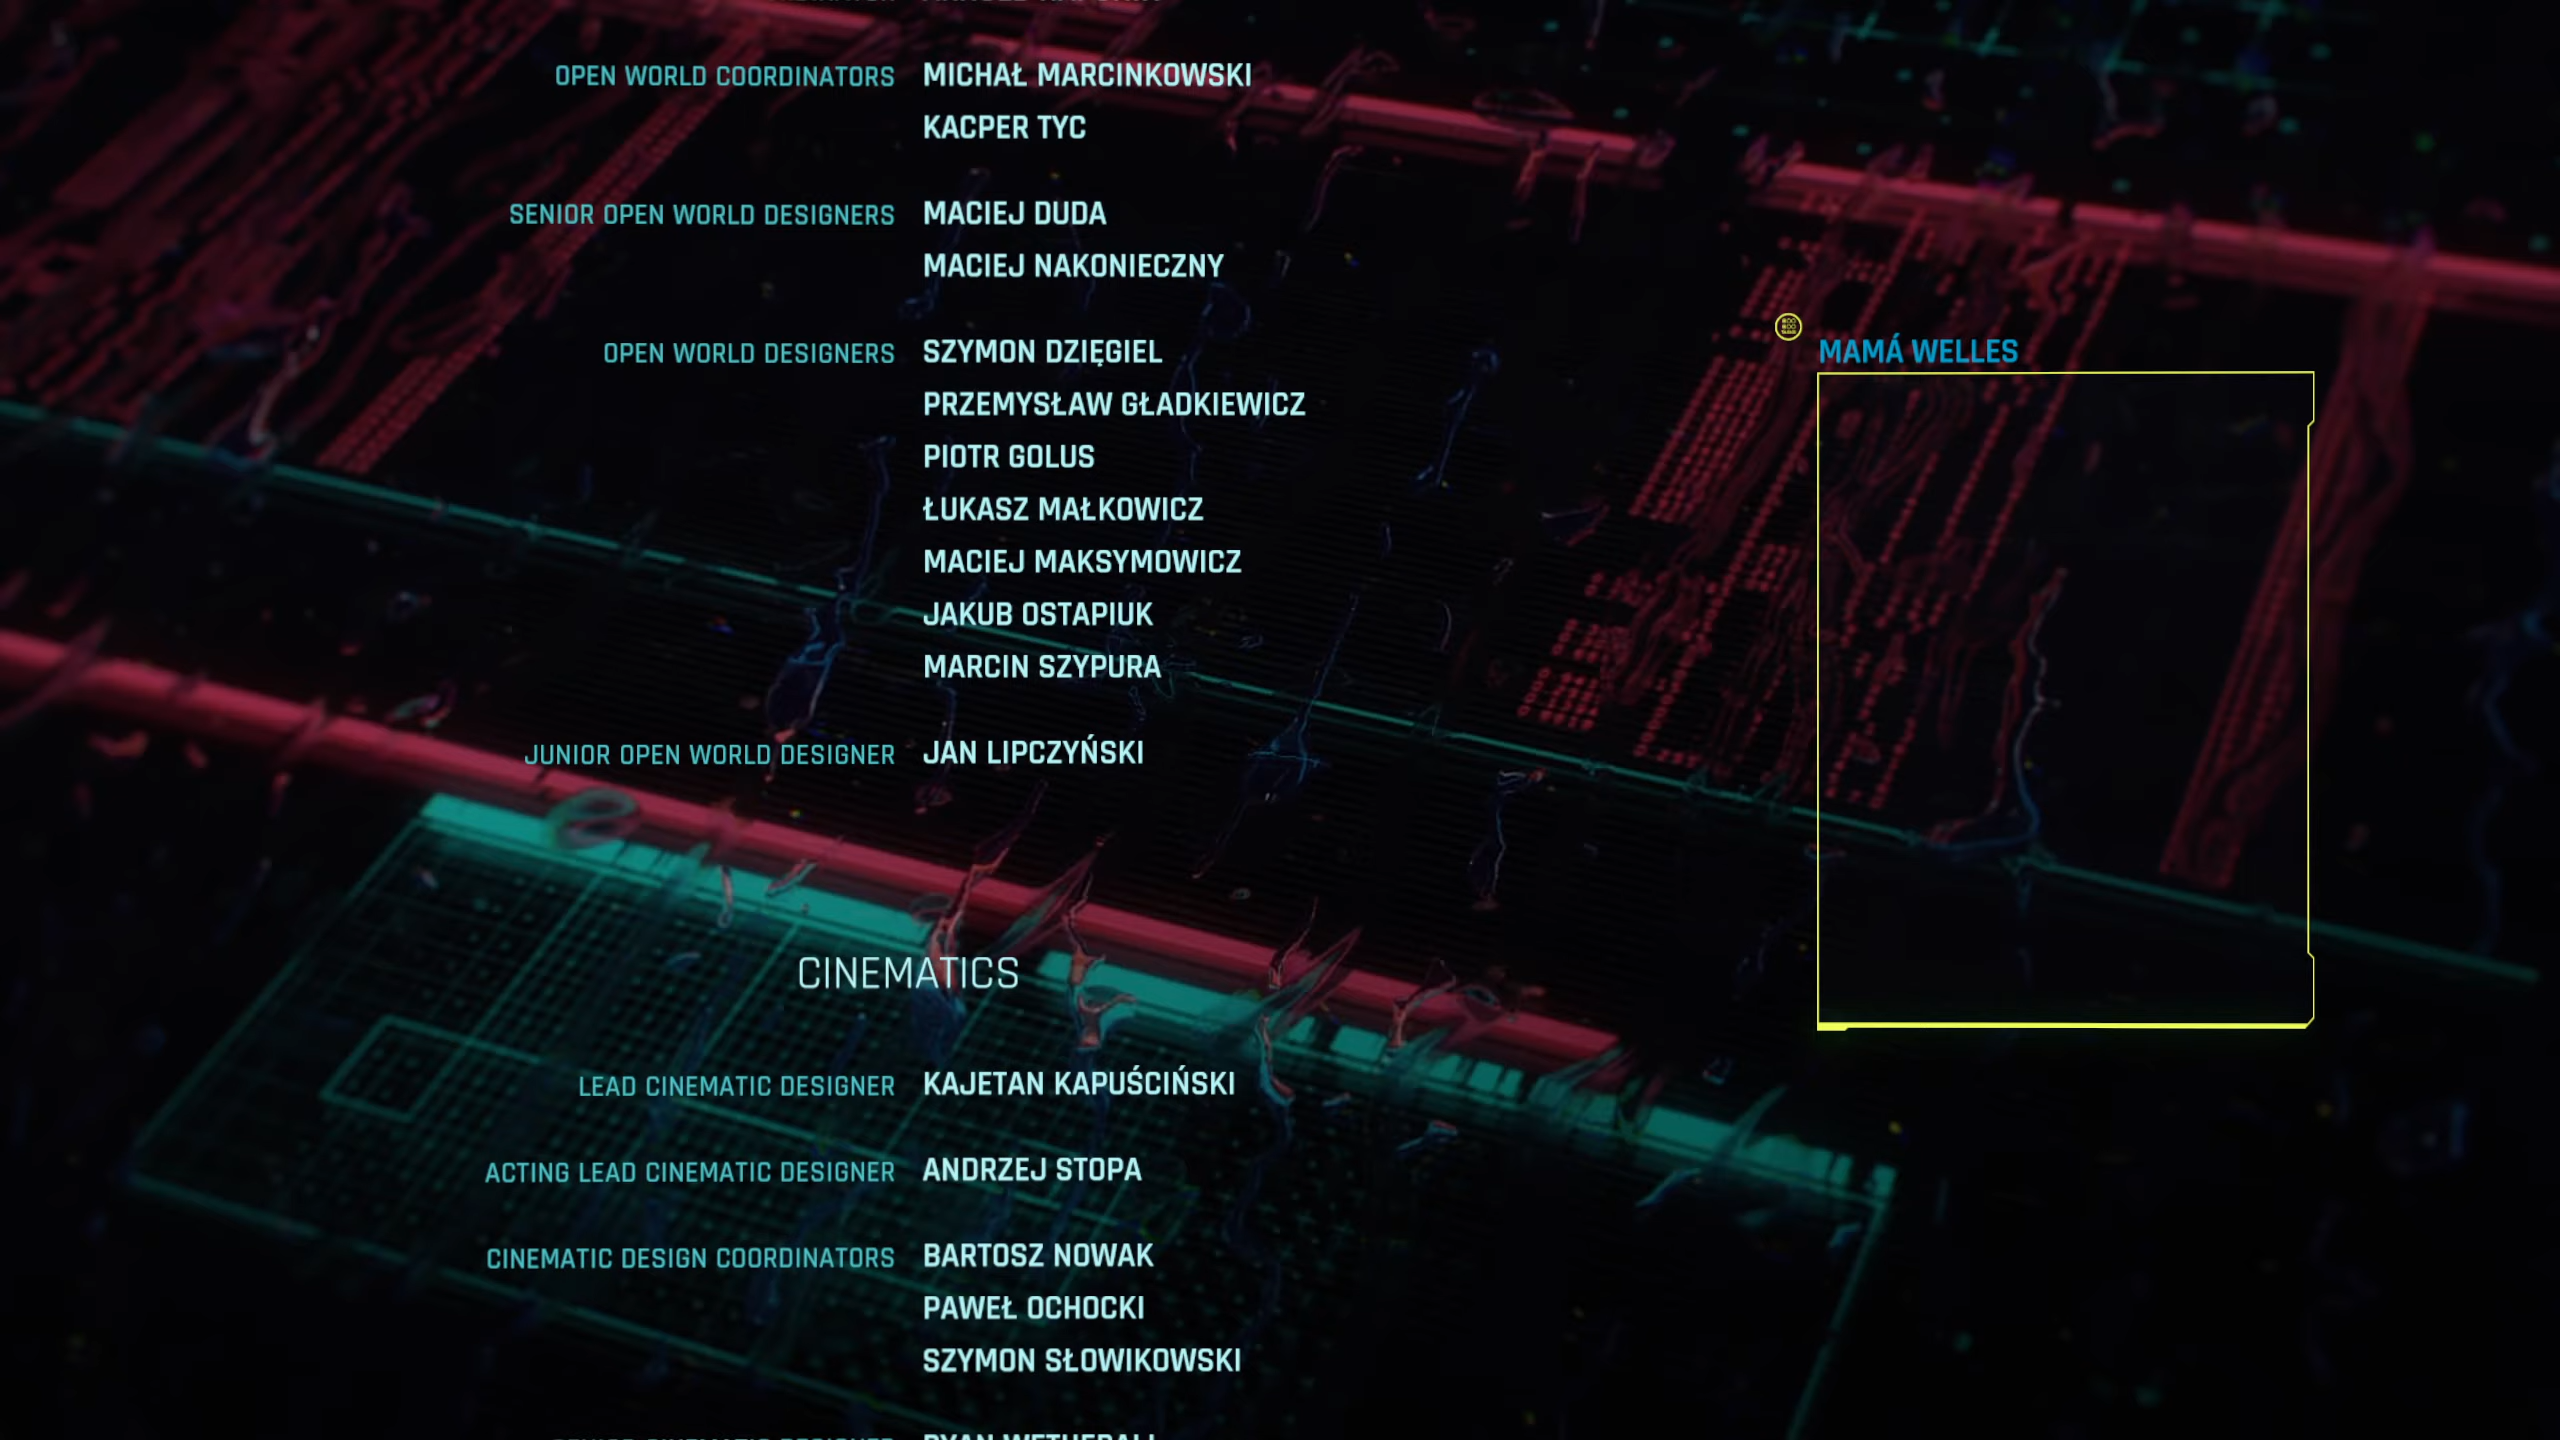 OPEN WORLD COORDINATORS MICHAŁ MARCINKOWSKI
KACPER TYC
SENIOR OPEN WORLD DESIGNERS MACIEJ DUDA
MACIEJ NAKONIECZNY
OPEN WORLD DESIGNERS SZYMON DZIĘGIEL
PRZEMYSŁAW GŁADKIEWICZ
PIOTR GOLUS
ŁUKASZ MAŁKOWICZ
MACIEJ MAKSYMOWICZ
JAKUB OSTAPIUK
MARCIN SZYPURA
JUNIOR OPEN WORLD DESIGNER JAN LIPCZYŃSKI
CINEMATICS
LEAD CINEMATIC DESIGNER KAJETAN KAPUŚCIŃSKI
ACTING LEAD CINEMATIC DESIGNER ANDRZEJ STOPA
CINEMATIC DESIGN COORDINATORS BARTOSZ NOWAK
PAWEŁ OCHOCKI
SZYMON SŁOWIKOWSKI
MAMÁ WELLES